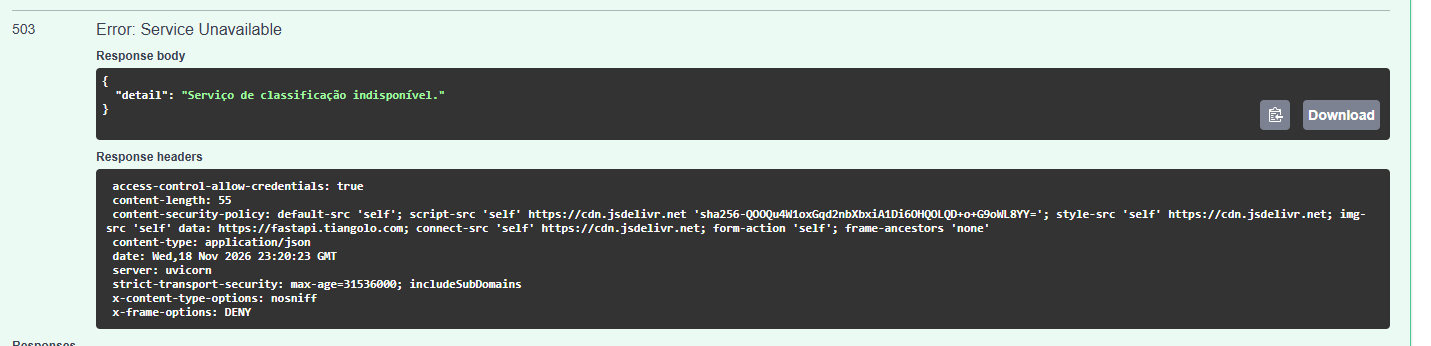 503
Error: Service Unavailable
Response body
{
"detail": "Serviço de classificação indisponível."
}
Download
Response headers
access-control-allow-credentials: true
content-length: 55
content-security-policy: default-src 'self'; script-src 'self' https://cdn.jsdelivr.net 'sha256-QOOQu4W1oxGqd2nbXbxiA1Di6OHQOLQD+o+G9oWL8YY='; style-src 'self' https://cdn.jsdelivr.net; img-
src 'self' data: https://fastapi.tiangolo.com; connect-src 'self' https://cdn.jsdelivr.net; form-action 'self'; frame-ancestors 'none'
content-type: application/json
date: Wed,18 Nov 2026 23:20:23 GMT
server: uvicorn
strict-transport-security: max-age=31536000; includeSubDomains
x-content-type-options: nosniff
x-frame-options: DENY
Responses